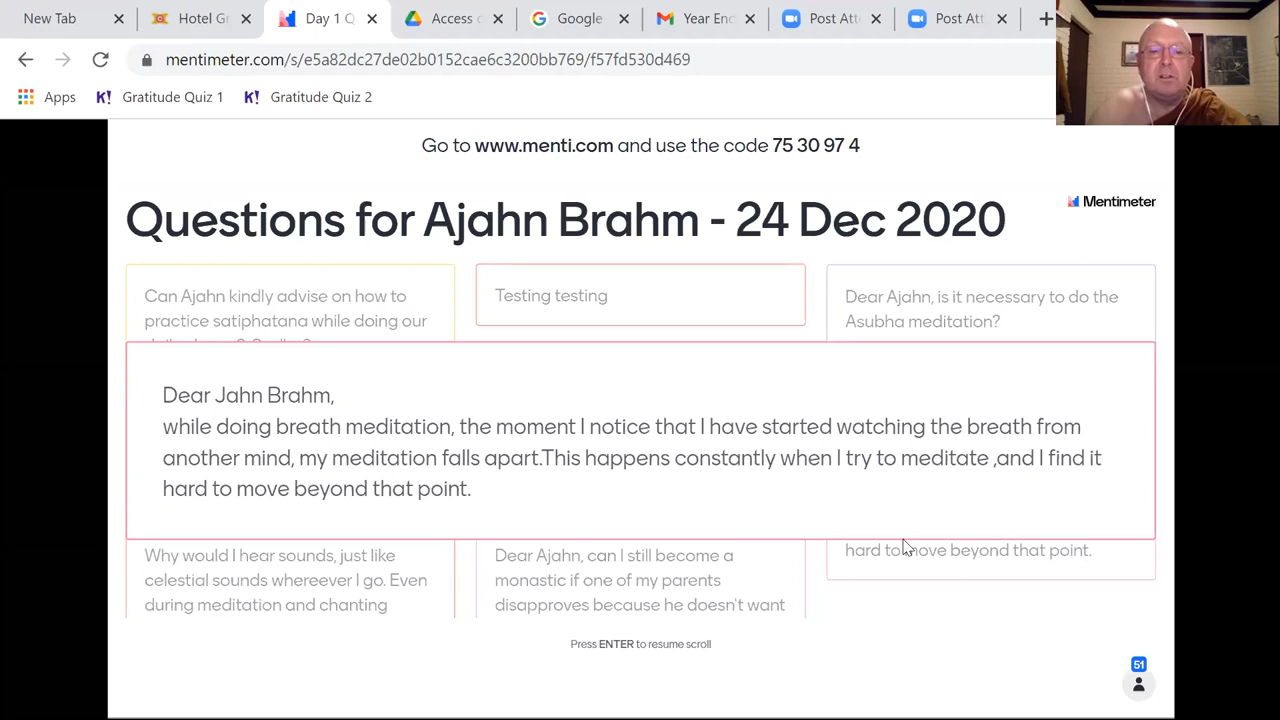 New Tab
Hotel Gr
Day 1 Q
Access
Google
Year End
Post Att
Post Att
mentimeter.com/s/e5a82dc27de02b0152cae6c3200bb769/f57fd530d469
Apps
K! Gratitude Quiz 1
K! Gratitude Quiz 2
Go to www.menti.com and use the code 75 30 97 4
Mentimeter
Questions for Ajahn Brahm - 24 Dec 2020
Can Ajahn kindly advise on how to
practice satiphatana while doing our
Testing testing
Dear Ajahn, is it necessary to do the
Asubha meditation?
Dear Jahn Brahm,
while doing breath meditation, the moment I notice that I have started watching the breath from
another mind, my meditation falls apart.This happens constantly when I try to meditate ,and I find it
hard to move beyond that point.
Why would I hear sounds, just like
celestial sounds whereever I go. Even
during meditation and chanting
Dear Ajahn, can I still become a
monastic if one of my parents
disapproves because he doesn't want
hard to move beyond that point.
Press ENTER to resume scroll
51